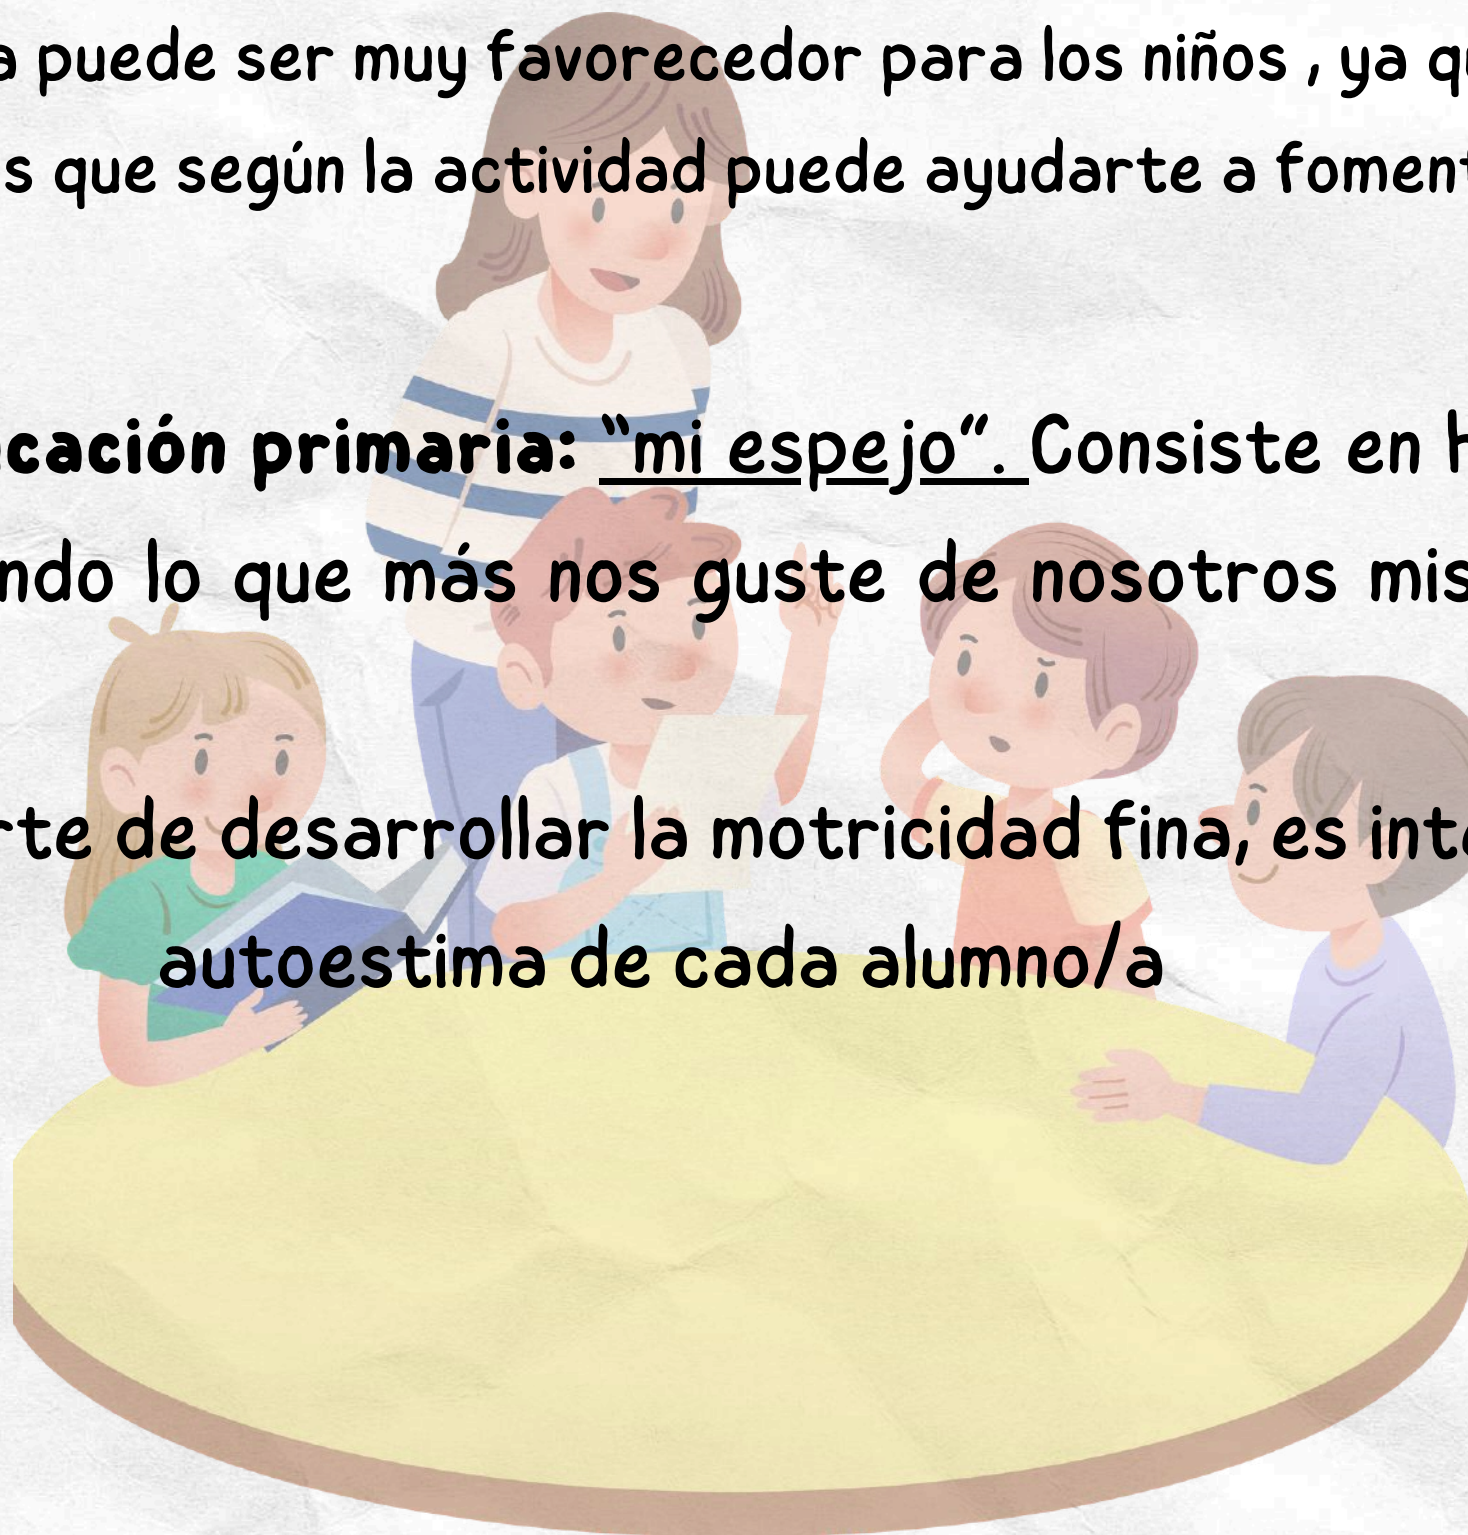 a puede ser muy favorecedor para los niños , ya qu
s que según la actividad puede ayudarte a foment
cación primaria: “mi espejo”. Consiste en h
ndo lo que más nos guste de nosotros mis
rte de desarrollar la motricidad fina, es inte
autoestima de cada alumno/a